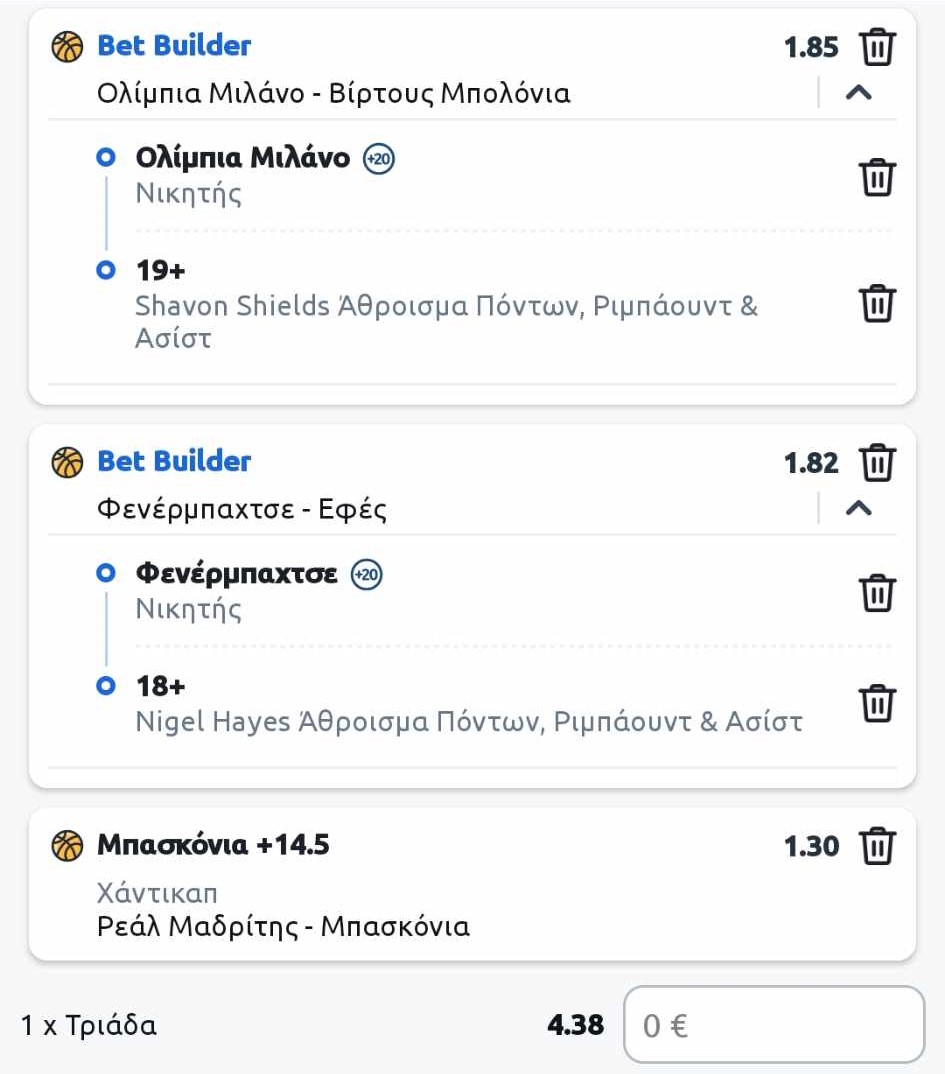 Bet Builder 1.85
Ολίμπια Μιλάνο - Βίρτους Μπολόνια
Ολίμπια Μιλάνο +20
Νικητής
19+
Shavon Shields Άθροισμα Πόντων, Ριμπάουντ &
Ασίστ
Bet Builder 1.82
Φενέρμπαχτσε - Εφές
Φενέρμπαχτσε +20
Νικητής
18+
Nigel Hayes Άθροισμα Πόντων, Ριμπάουντ & Ασίστ
Μπασκόνια +14.5 1.30
Χάντικαπ
Ρεάλ Μαδρίτης - Μπασκόνια
1 x Τριάδα 4.38 0 €